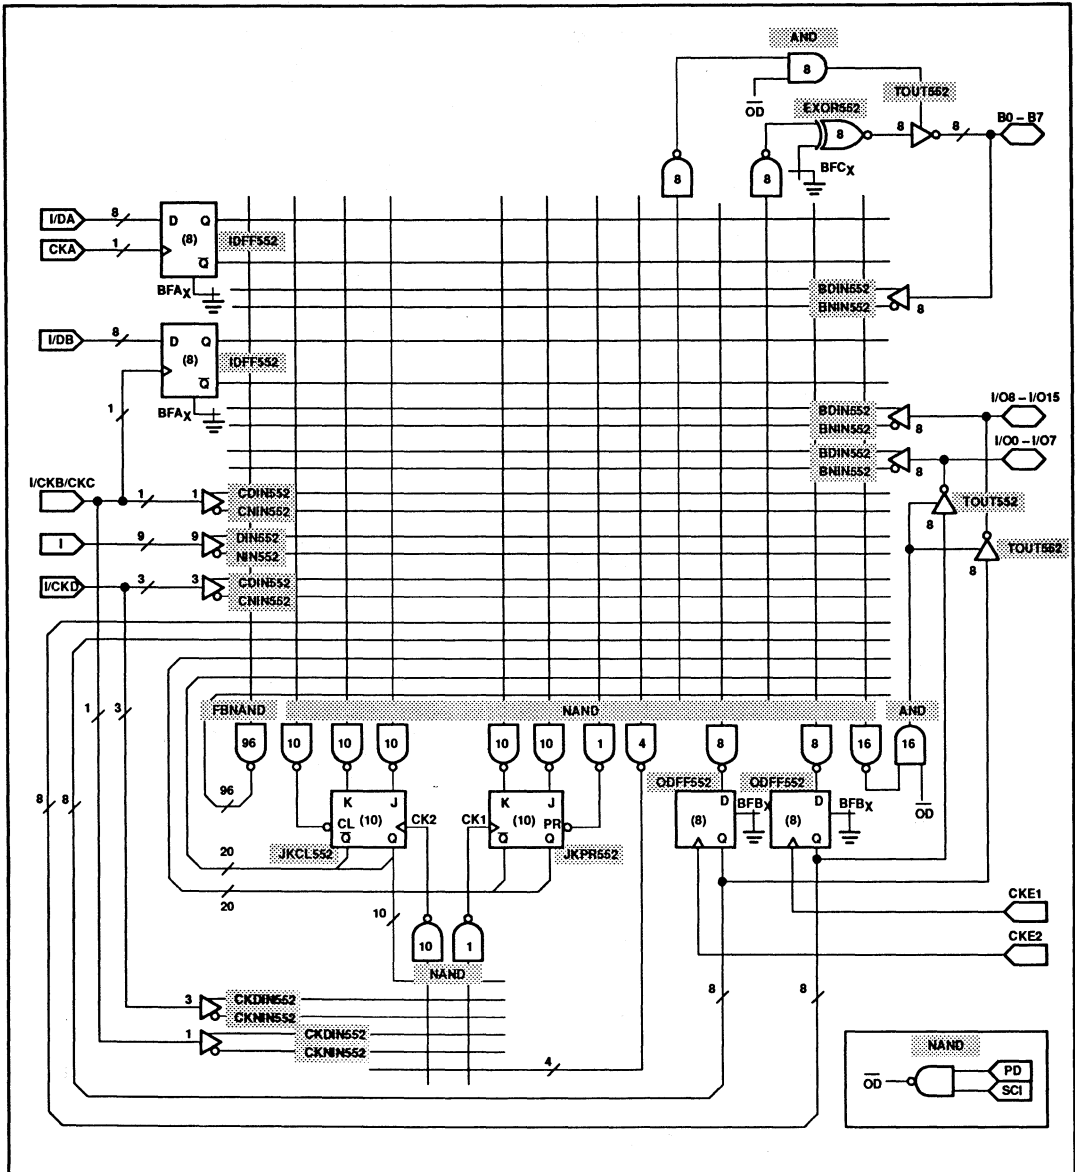 AND
8
OD
TOUT552
EXOR552
B0 – B7
8
8
8
BFCX
8
8
I/DA
8
D Q
(8)
IDFF552
CKA
1
Q
BFAX
BDIN552
BNIN552
8
I/DB
8
D Q
(8)
IDFF552
Q
1
BFAX
I/O8 – I/O15
BDIN552
BNIN552
8
I/O0 – I/O7
BDIN552
BNIN552
8
I/CKB/CKC
1
1
CDIN552
CNIN552
TOUT552
8
I
9
9
DIN552
NIN552
TOUT552
8
I/CKD
3
3
CDIN552
CNIN552
1
3
FBNAND
NAND
AND
96
10
10
10
10
10
1
4
8
8
16
16
ODFF552
ODFF552
96
8
8
K J
(10)
CL
Q Q
CK2
JKCL552
CK1
K J
(10)
PR
Q Q
JKPR552
D
(8)
Q
BFBX
D
(8)
Q
BFBX
OD
20
20
10
CKE1
CKE2
10
1
NAND
8
8
3
CKDIN552
CKNIN552
1
CKDIN552
CKNIN552
4
NAND
OD
PD
SCI